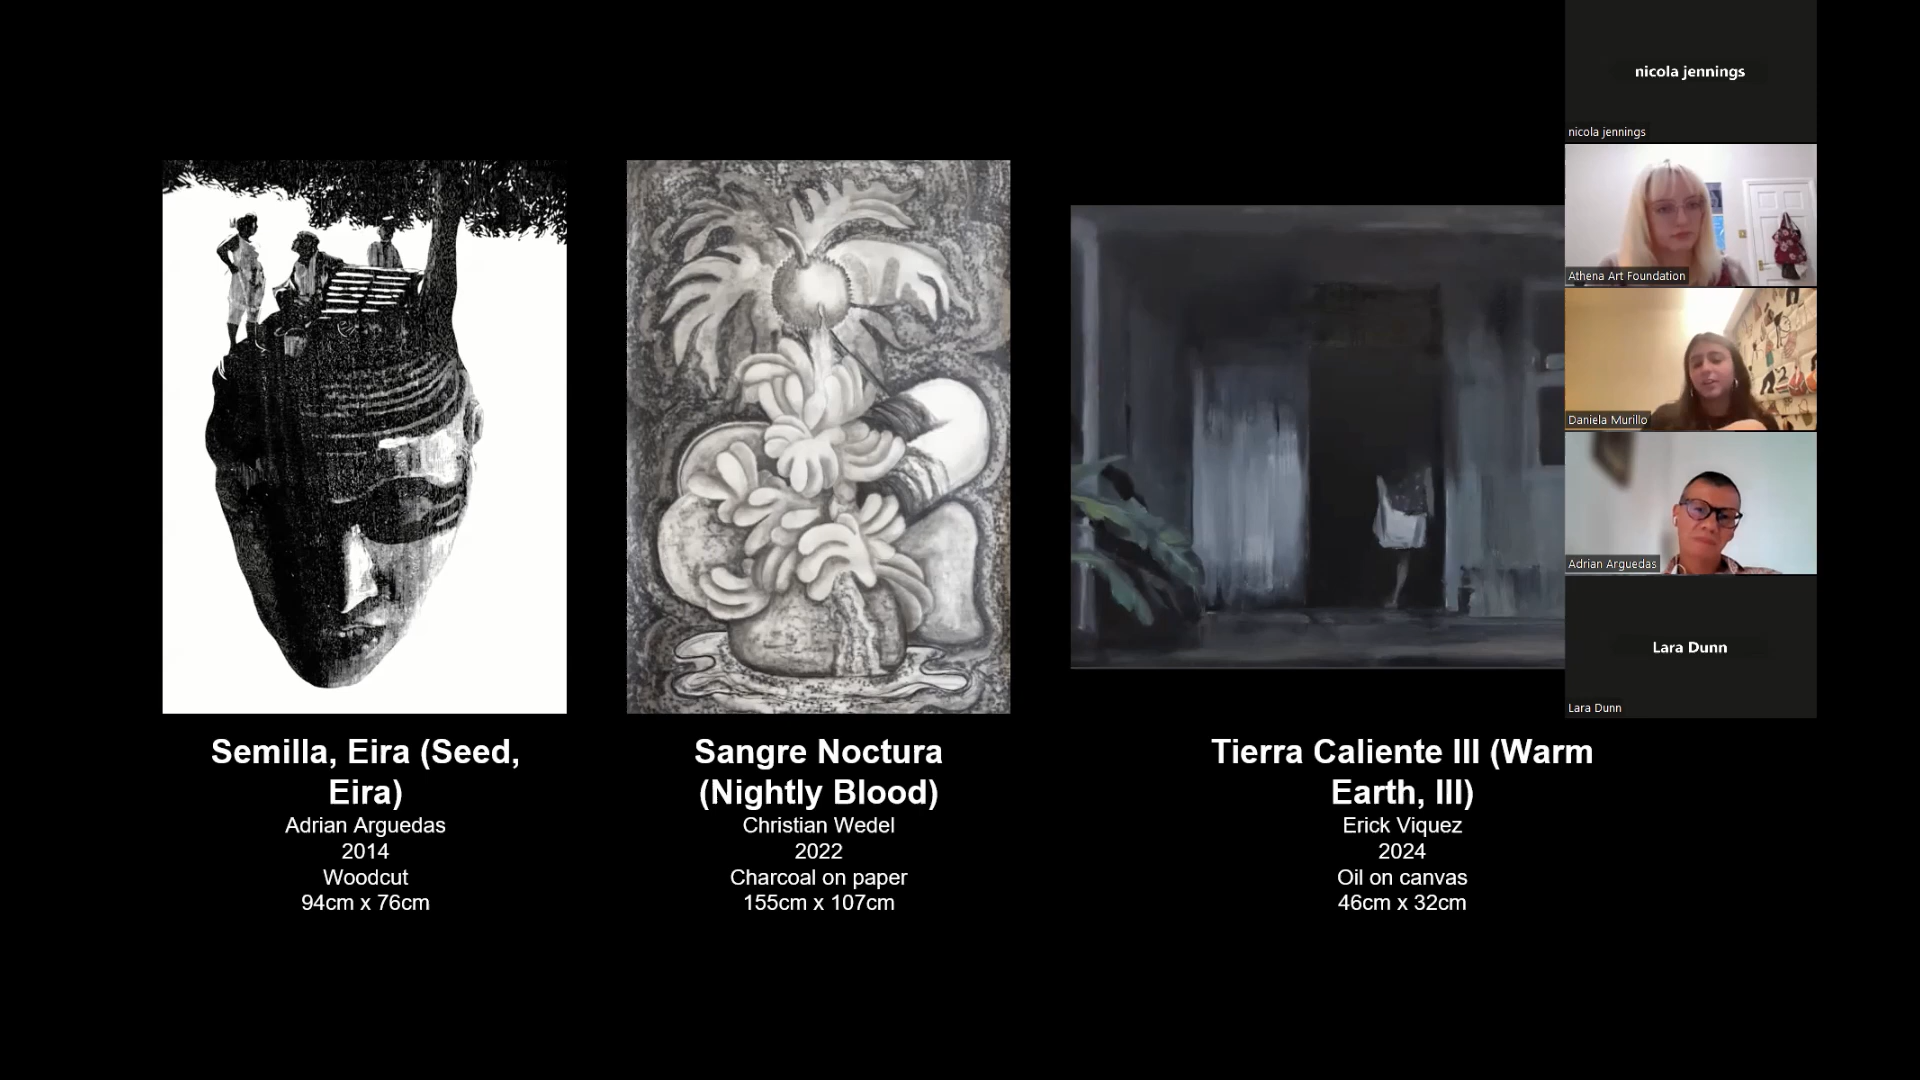 nicola jennings
nicola jennings
Athena Art Foundation
Daniela Murillo
Adrian Arguedas
Lara Dunn
Lara Dunn
Semilla, Eira (Seed,
Eira)
Adrian Arguedas
2014
Woodcut
94cm x 76cm
Sangre Noctura
(Nightly Blood)
Christian Wedel
2022
Charcoal on paper
155cm x 107cm
Tierra Caliente III (Warm
Earth, III)
Erick Viquez
2024
Oil on canvas
46cm x 32cm